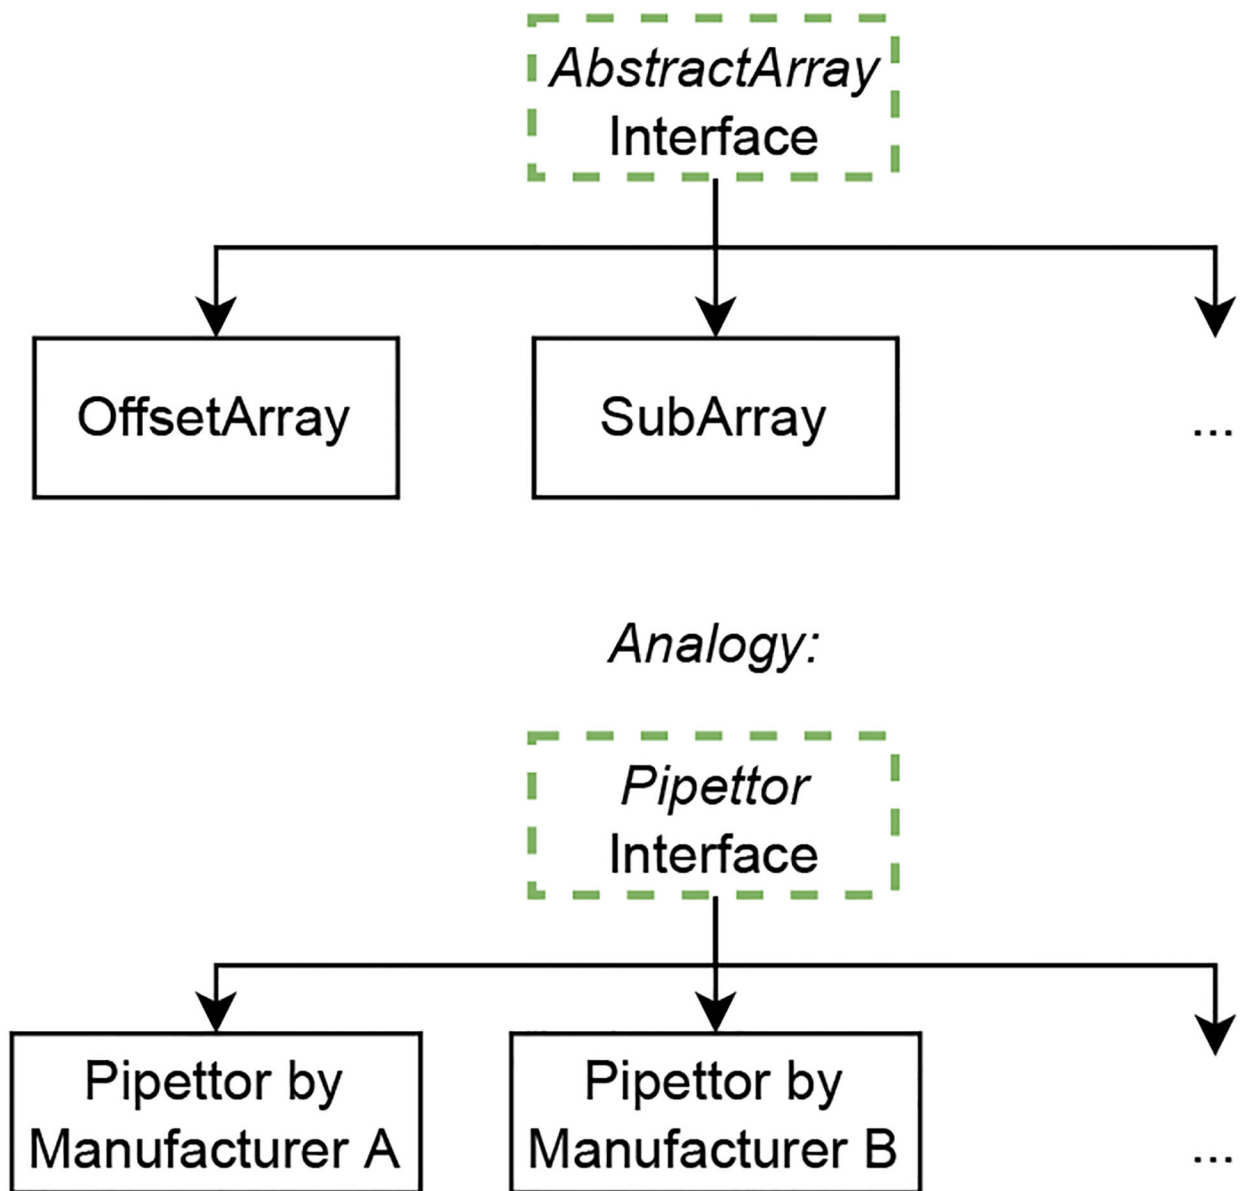 AbstractArray
Interface
OffsetArray
SubArray
...
Analogy:
Pipettor
Interface
Pipettor by
Manufacturer A
Pipettor by
Manufacturer B
...